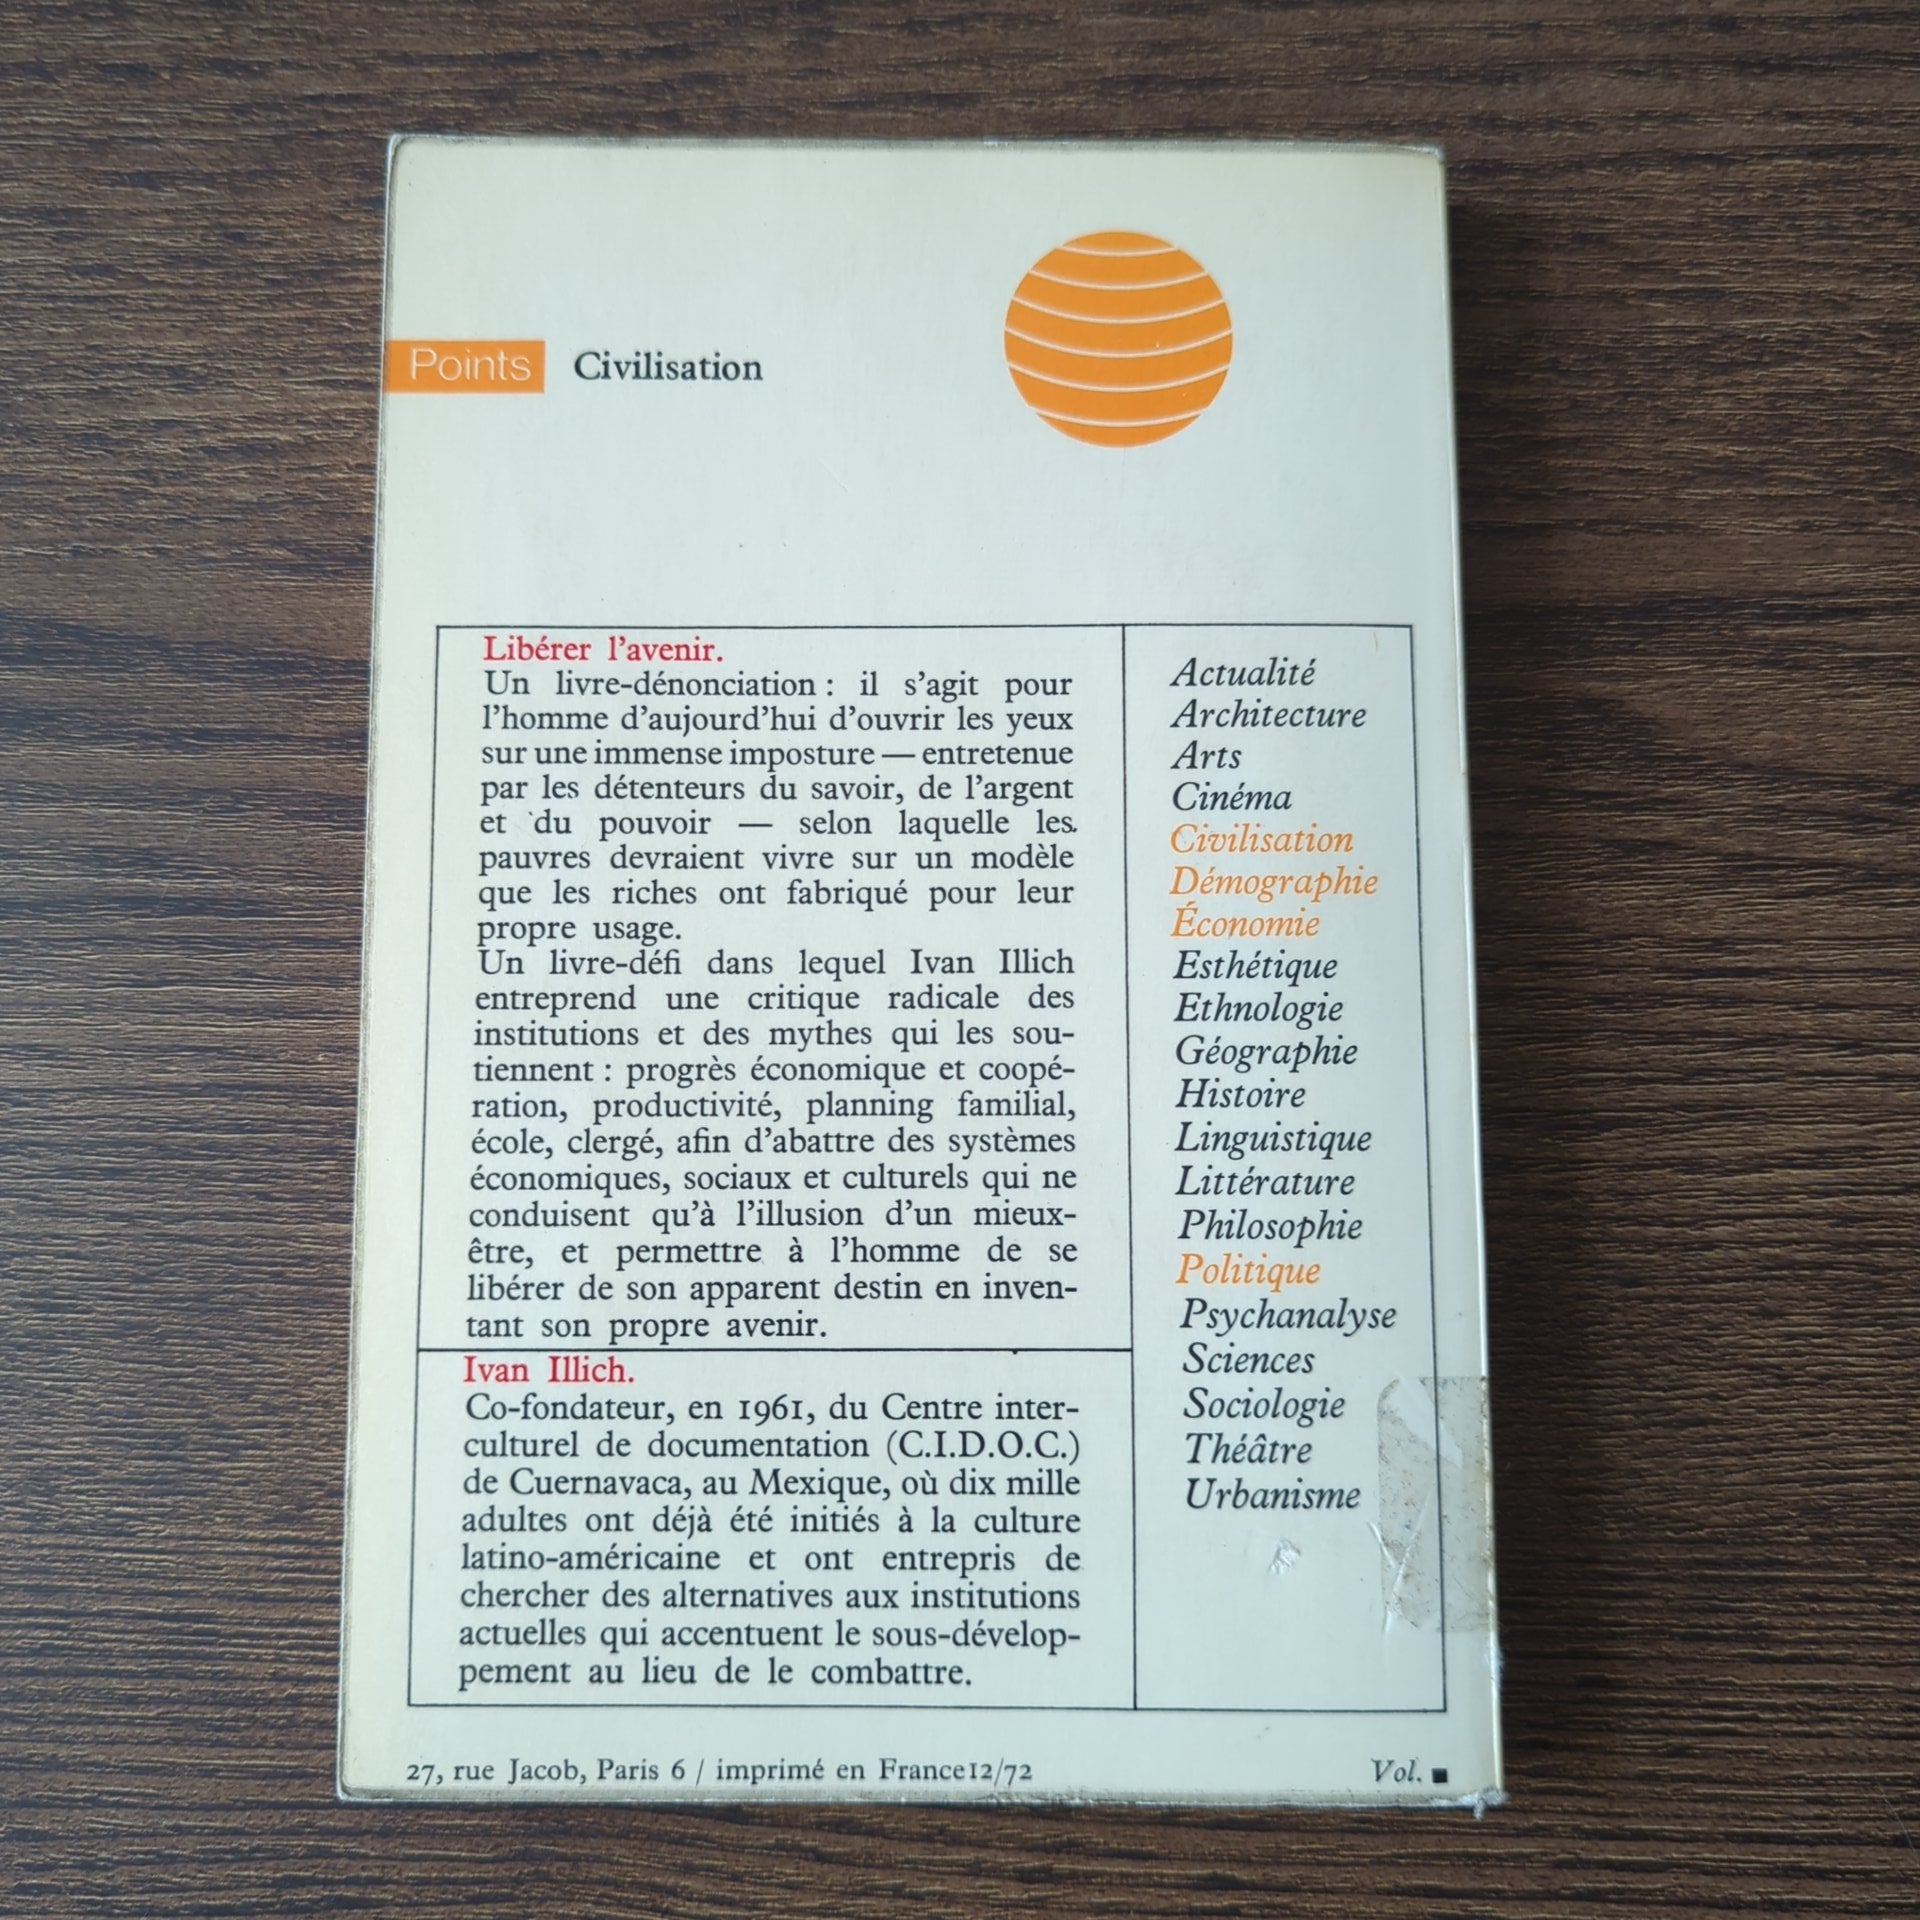 Points Civilisation
Libérer l'avenir.
Un livre-dénonciation : il s'agit pour
l'homme d'aujourd'hui d'ouvrir les yeux
sur une immense imposture — entretenue
par les détenteurs du savoir, de l'argent
et du pouvoir — selon laquelle les
pauvres devraient vivre sur un modèle
que les riches ont fabriqué pour leur
propre usage.
Un livre-défi dans lequel Ivan Illich
entreprend une critique radicale des
institutions et des mythes qui les sou-
tiennent : progrès économique et coopé-
ration, productivité, planning familial,
école, clergé, afin d'abattre des systèmes
économiques, sociaux et culturels qui ne
conduisent qu'à l'illusion d'un mieux-
être, et permettre à l'homme de se
libérer de son apparent destin en inven-
tant son propre avenir.
Ivan Illich.
Co-fondateur, en 1961, du Centre inter-
culturel de documentation (C.I.D.O.C.)
de Cuernavaca, au Mexique, où dix mille
adultes ont déjà été initiés à la culture
latino-américaine et ont entrepris de
chercher des alternatives aux institutions
actuelles qui accentuent le sous-dévelop-
pement au lieu de le combattre.
Actualité
Architecture
Arts
Cinéma
Civilisation
Démographie
Économie
Esthétique
Ethnologie
Géographie
Histoire
Linguistique
Littérature
Philosophie
Politique
Psychanalyse
Sciences
Sociologie
Théâtre
Urbanisme
27, rue Jacob, Paris 6 / imprimé en France 12/72
Vol. ■